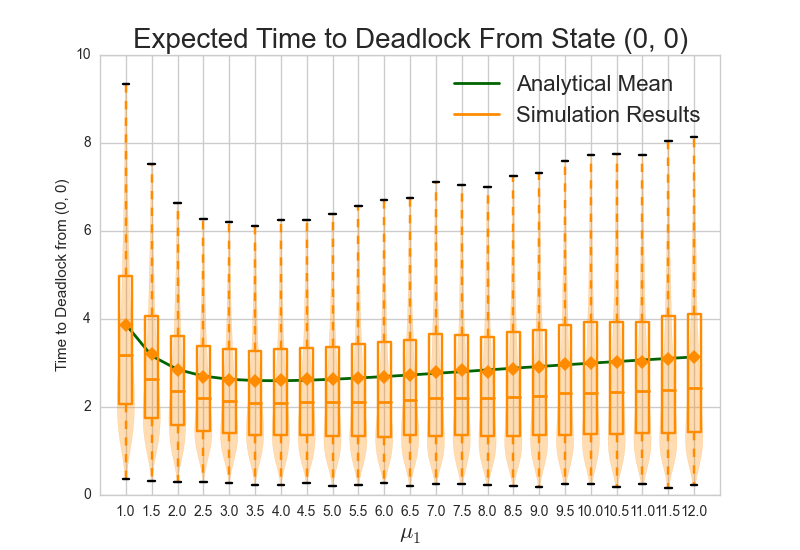 Expected Time to Deadlock From State (0, 0)
Analytical Mean
Simulation Results
Time to Deadlock from (0, 0)
10
8
6
4
2
0
1.0 1.5 2.0 2.5 3.0 3.5 4.0 4.5 5.0 5.5 6.0 6.5 7.0 7.5 8.0 8.5 9.0 9.5 10.0 10.5 11.0 11.5 12.0
μ₁